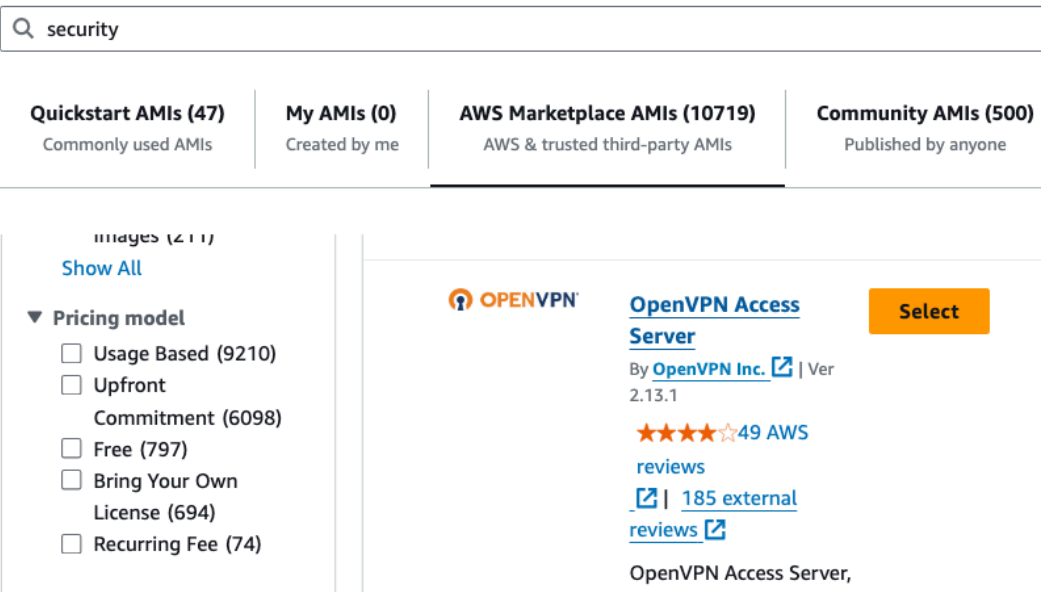 security
Quickstart AMIs (47)
Commonly used AMIs
My AMIs (0)
Created by me
AWS Marketplace AMIs (10719)
AWS & trusted third-party AMIs
Community AMIs (500)
Published by anyone
Images (211)
Show All
Pricing model
Usage Based (9210)
Upfront
Commitment (6098)
Free (797)
Bring Your Own
License (694)
Recurring Fee (74)
OPENVPN
OpenVPN Access
Server
By OpenVPN Inc. | Ver
2.13.1
49 AWS
reviews
| 185 external
reviews
OpenVPN Access Server,
Select